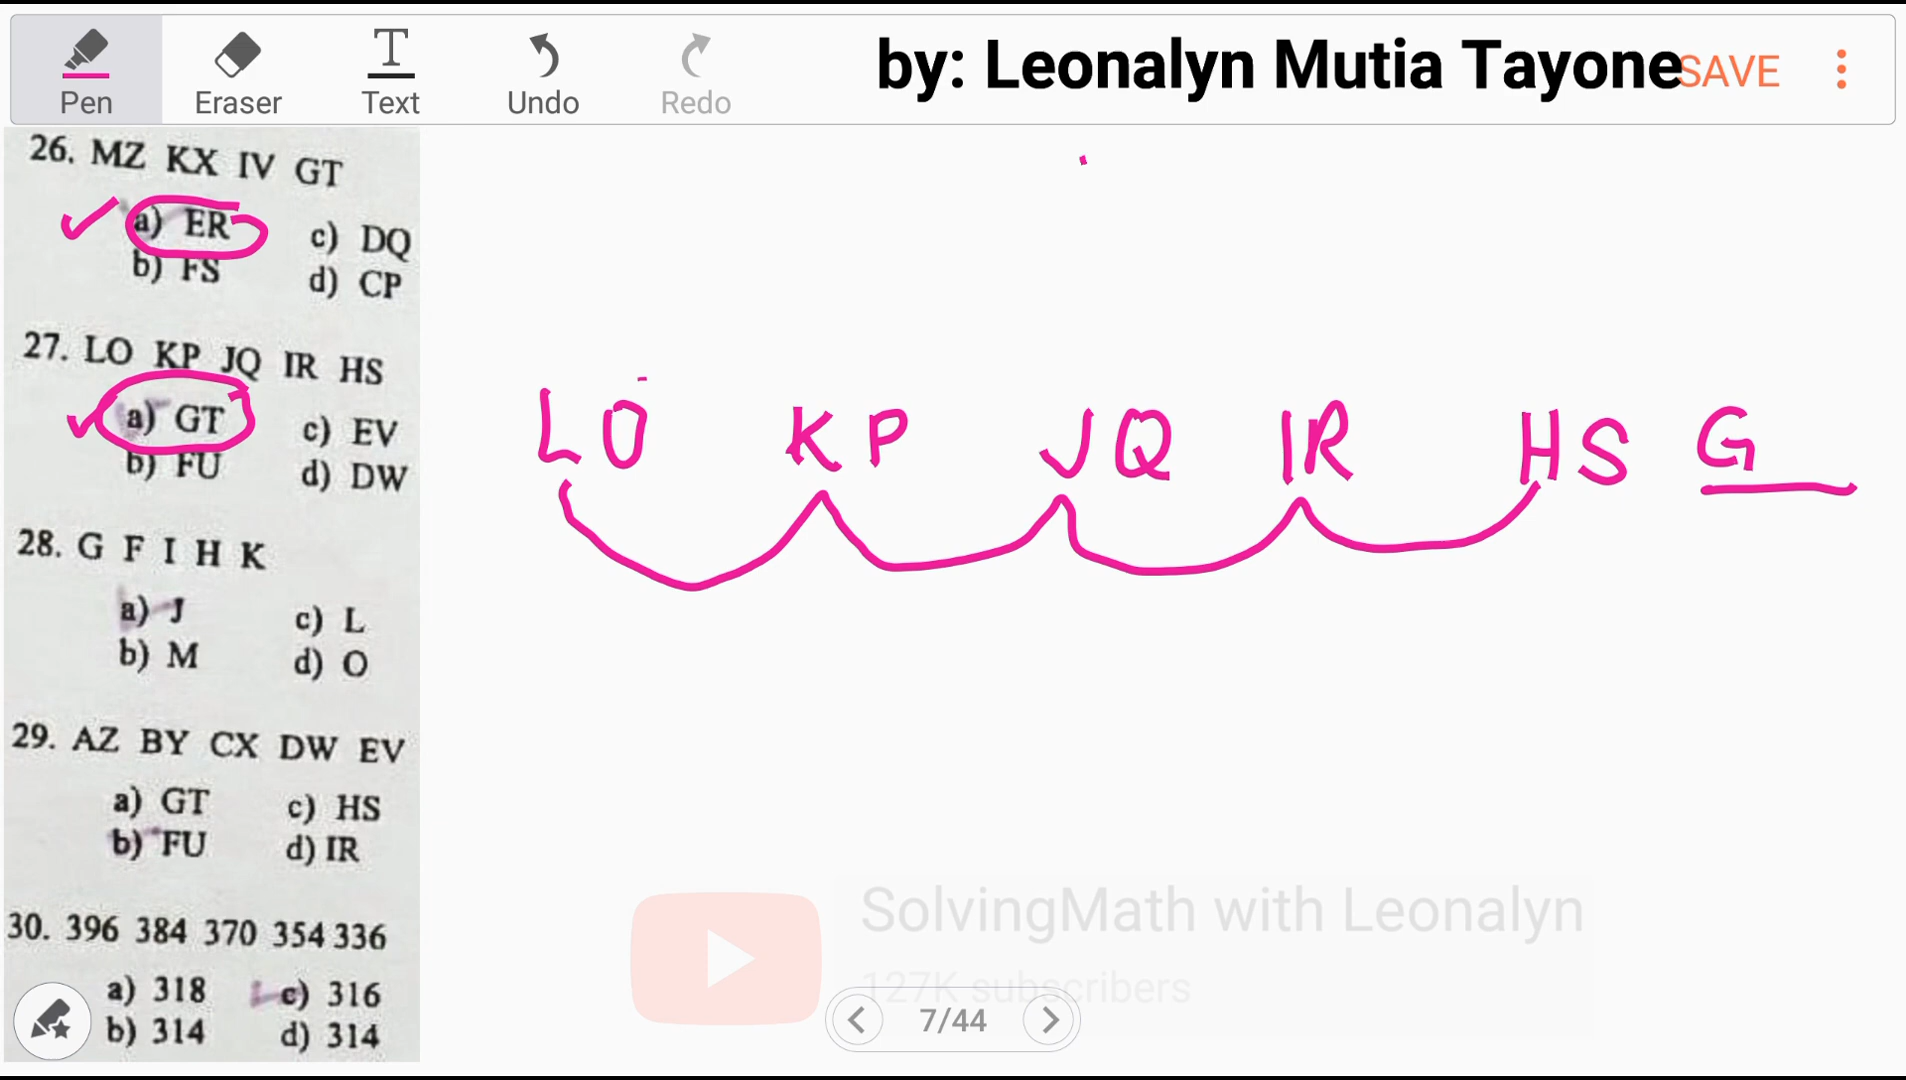 Pen Eraser Text Undo Redo by: Leonalyn Mutia Tayone SAVE
26. MZ KX IV GT
a) ER c) DQ
b) FS d) CP
27. LO KP JQ IR HS
a) GT c) EV
b) FU d) DW
28. G F I H K
a) J c) L
b) M d) O
29. AZ BY CX DW EV
a) GT c) HS
b) FU d) IR
30. 396 384 370 354 336
a) 318 c) 316
b) 314 d) 314
LO KP JQ IR HS G
SolvingMath with Leonalyn
127K subscribers
7/44